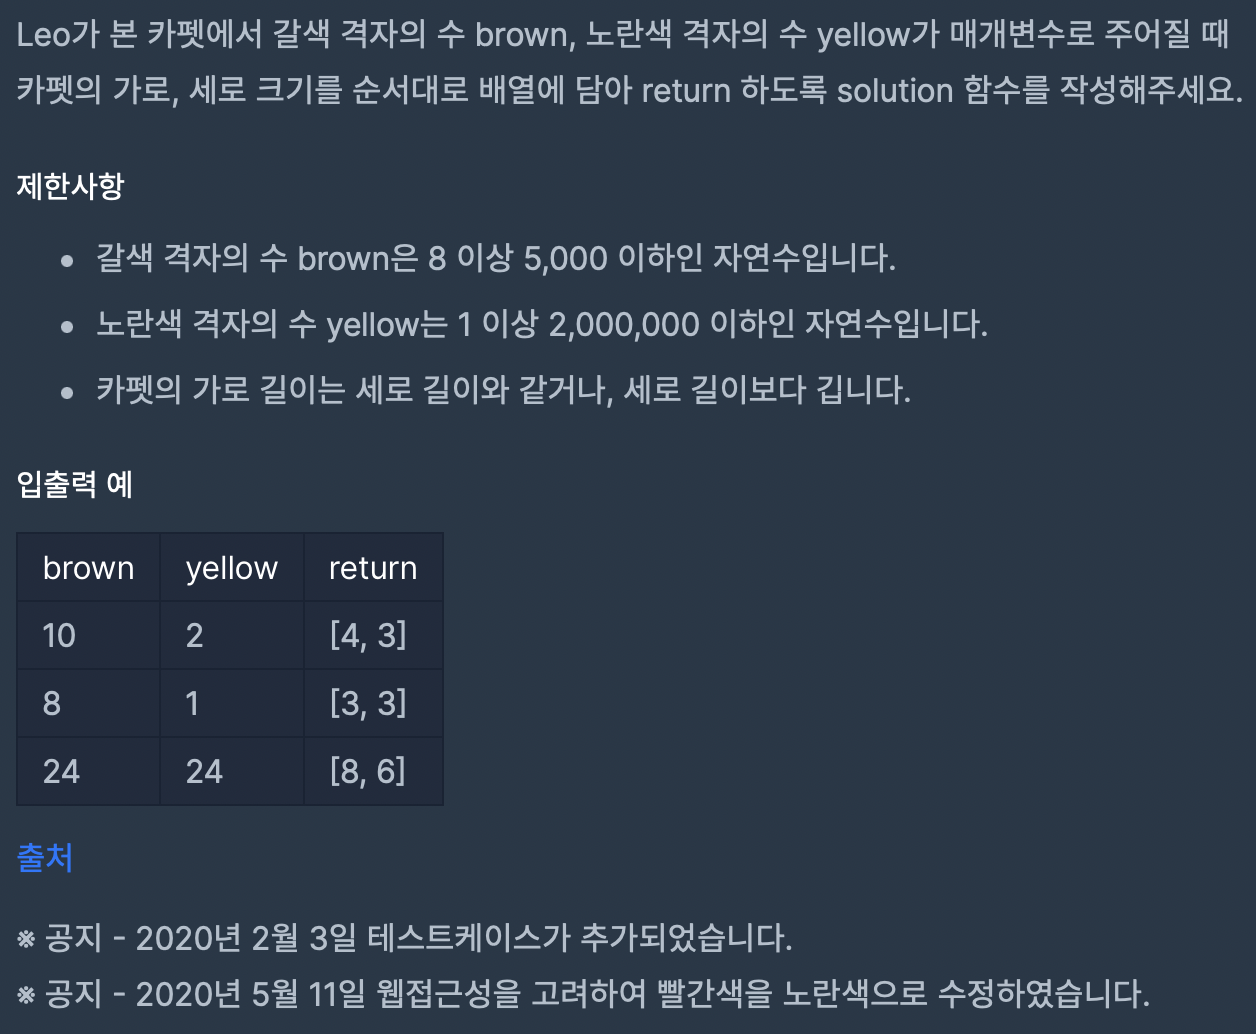 Leo가 본 카펫에서 갈색 격자의 수 brown, 노란색 격자의 수 yellow가 매개변수로 주어질 때
카펫의 가로, 세로 크기를 순서대로 배열에 담아 return 하도록 solution 함수를 작성해주세요.
제한사항
• 갈색 격자의 수 brown은 8 이상 5,000 이하인 자연수입니다.
• 노란색 격자의 수 yellow는 1 이상 2,000,000 이하인 자연수입니다.
• 카펫의 가로 길이는 세로 길이와 같거나, 세로 길이보다 깁니다.
입출력 예
brown yellow return
10 2 [4, 3]
8 1 [3, 3]
24 24 [8, 6]
출처
※ 공지 - 2020년 2월 3일 테스트케이스가 추가되었습니다.
※ 공지 - 2020년 5월 11일 웹접근성을 고려하여 빨간색을 노란색으로 수정하였습니다.